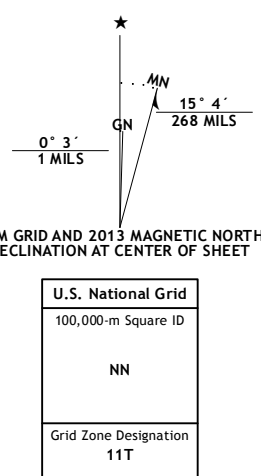 ★
MN
15° 4´
268 MILS
GN
0° 3´
1 MILS
M GRID AND 2013 MAGNETIC NORTH
ECLINATION AT CENTER OF SHEET
U.S. National Grid
100,000-m Square ID
NN
Grid Zone Designation
11T